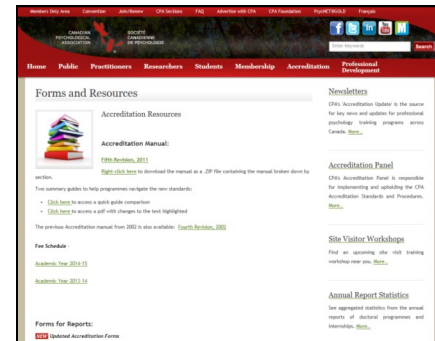 Members Only Area Convention Join/Renew CPA Sections FAQ Advertise with CPA CPA Foundation PsycNETGOLD Français
CANADIAN PSYCHOLOGICAL ASSOCIATION
SOCIÉTÉ CANADIENNE DE PSYCHOLOGIE
Enter Keywords Search
Home Public Practitioners Researchers Students Membership Accreditation Professional Development
Forms and Resources
Accreditation Resources
Accreditation Manual:
Fifth Revision, 2011
Right click here to download the manual as a .ZIP file containing the manual broken down by
section.
Two summary guides to help programmes navigate the new standards:
Click here to access a quick guide comparison
Click here to access a pdf with changes to the text highlighted
The previous Accreditation manual from 2002 is also available: Fourth Revision, 2002
Fee Schedule -
Academic Year 2014-15
Academic Year 2013-14
Forms for Reports:
NEW Updated Accreditation Forms
Newsletters
CPA's 'Accreditation Update' is the source
for key news and updates for professional
psychology training programs across
Canada. More...
Accreditation Panel
CPA's Accreditation Panel is responsible
for implementing and upholding the CPA
Accreditation Standards and Procedures.
More...
Site Visitor Workshops
Find an upcoming site visit training
workshop near you. More...
Annual Report Statistics
See aggregated statistics from the annual
reports of doctoral programmes and
internships. More...